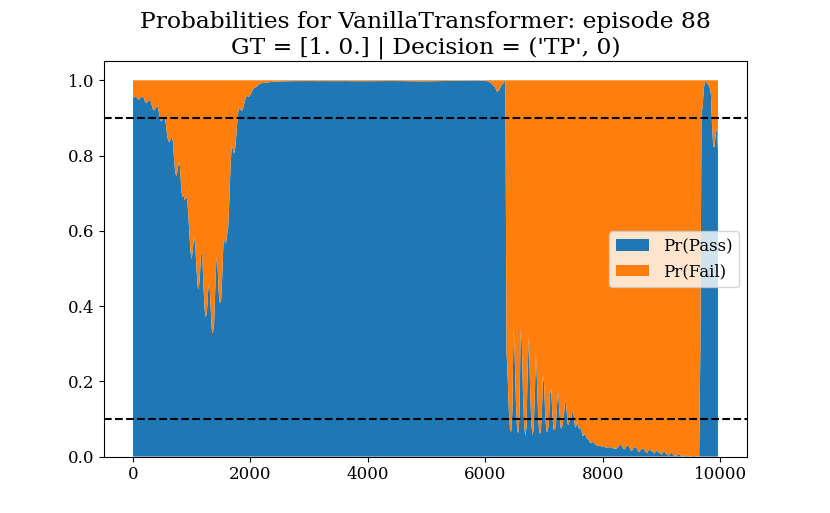 Probabilities for VanillaTransformer: episode 88
GT = [1. 0.] | Decision = ('TP', 0)
1.0
0.8
0.6
0.4
0.2
0.0
Pr(Pass)
Pr(Fail)
0 2000 4000 6000 8000 10000